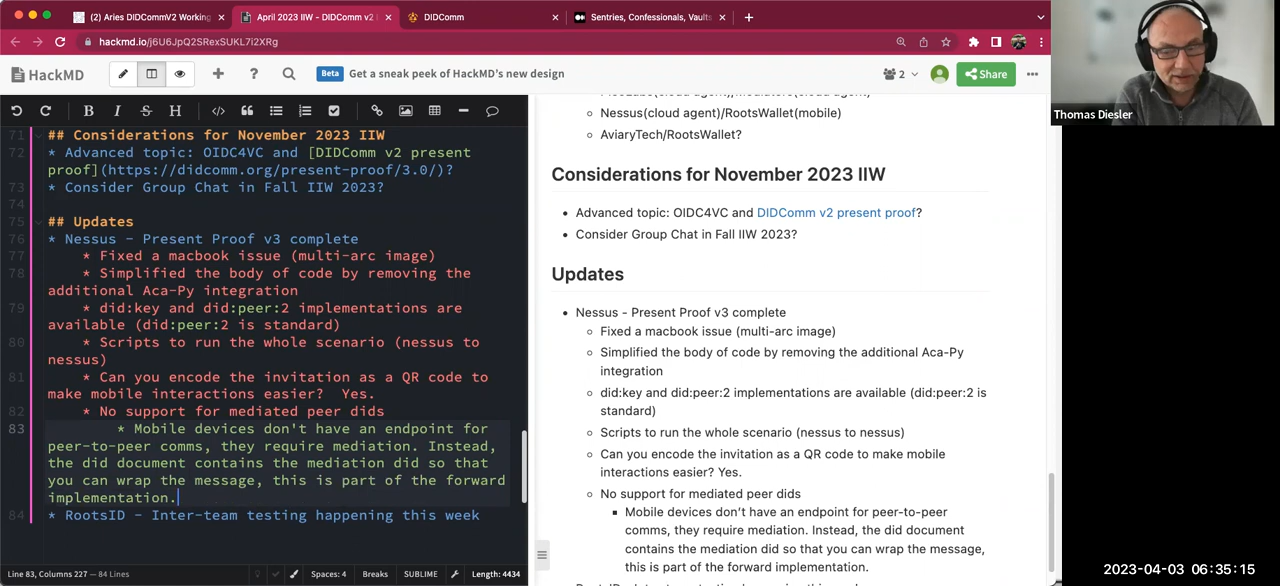 (2) Aries DIDCommV2 Working
April 2023 IIW - DIDComm v2
DIDComm
Sentries, Confessionals, Vaults
hackmd.io/j6U6JpQ2SRexSUKL7i2XRg
HackMD
Beta
Get a sneak peek of HackMD's new design
2
Share
B I S H
71 ## Considerations for November 2023 IIW
72 * Advanced topic: OIDC4VC and [DIDComm v2 present
proof](https://didcomm.org/present-proof/3.0/)?
73 * Consider Group Chat in Fall IIW 2023?
74
75 ## Updates
76 * Nessus - Present Proof v3 complete
77 * Fixed a macbook issue (multi-arc image)
78 * Simplified the body of code by removing the
additional Aca-Py integration
79 * did:key and did:peer:2 implementations are
available (did:peer:2 is standard)
80 * Scripts to run the whole scenario (nessus to
nessus)
81 * Can you encode the invitation as a QR code to
make mobile interactions easier? Yes.
82 * No support for mediated peer dids
83 * Mobile devices don't have an endpoint for
peer-to-peer comms, they require mediation. Instead,
the did document contains the mediation did so that
you can wrap the message, this is part of the forward
implementation.
84 * RootsID - Inter-team testing happening this week
Line 83, Columns 227 — 84 Lines
Spaces: 4
Breaks
SUBLIME
Length: 4434
Nessus(cloud agent)/RootsWallet(mobile)
AviaryTech/RootsWallet?
Considerations for November 2023 IIW
Advanced topic: OIDC4VC and DIDComm v2 present proof?
Consider Group Chat in Fall IIW 2023?
Updates
Nessus - Present Proof v3 complete
Fixed a macbook issue (multi-arc image)
Simplified the body of code by removing the additional Aca-Py
integration
did:key and did:peer:2 implementations are available (did:peer:2 is
standard)
Scripts to run the whole scenario (nessus to nessus)
Can you encode the invitation as a QR code to make mobile
interactions easier? Yes.
No support for mediated peer dids
Mobile devices don't have an endpoint for peer-to-peer
comms, they require mediation. Instead, the did document
contains the mediation did so that you can wrap the message,
this is part of the forward implementation.
Thomas Diesler
2023-04-03 06:35:15